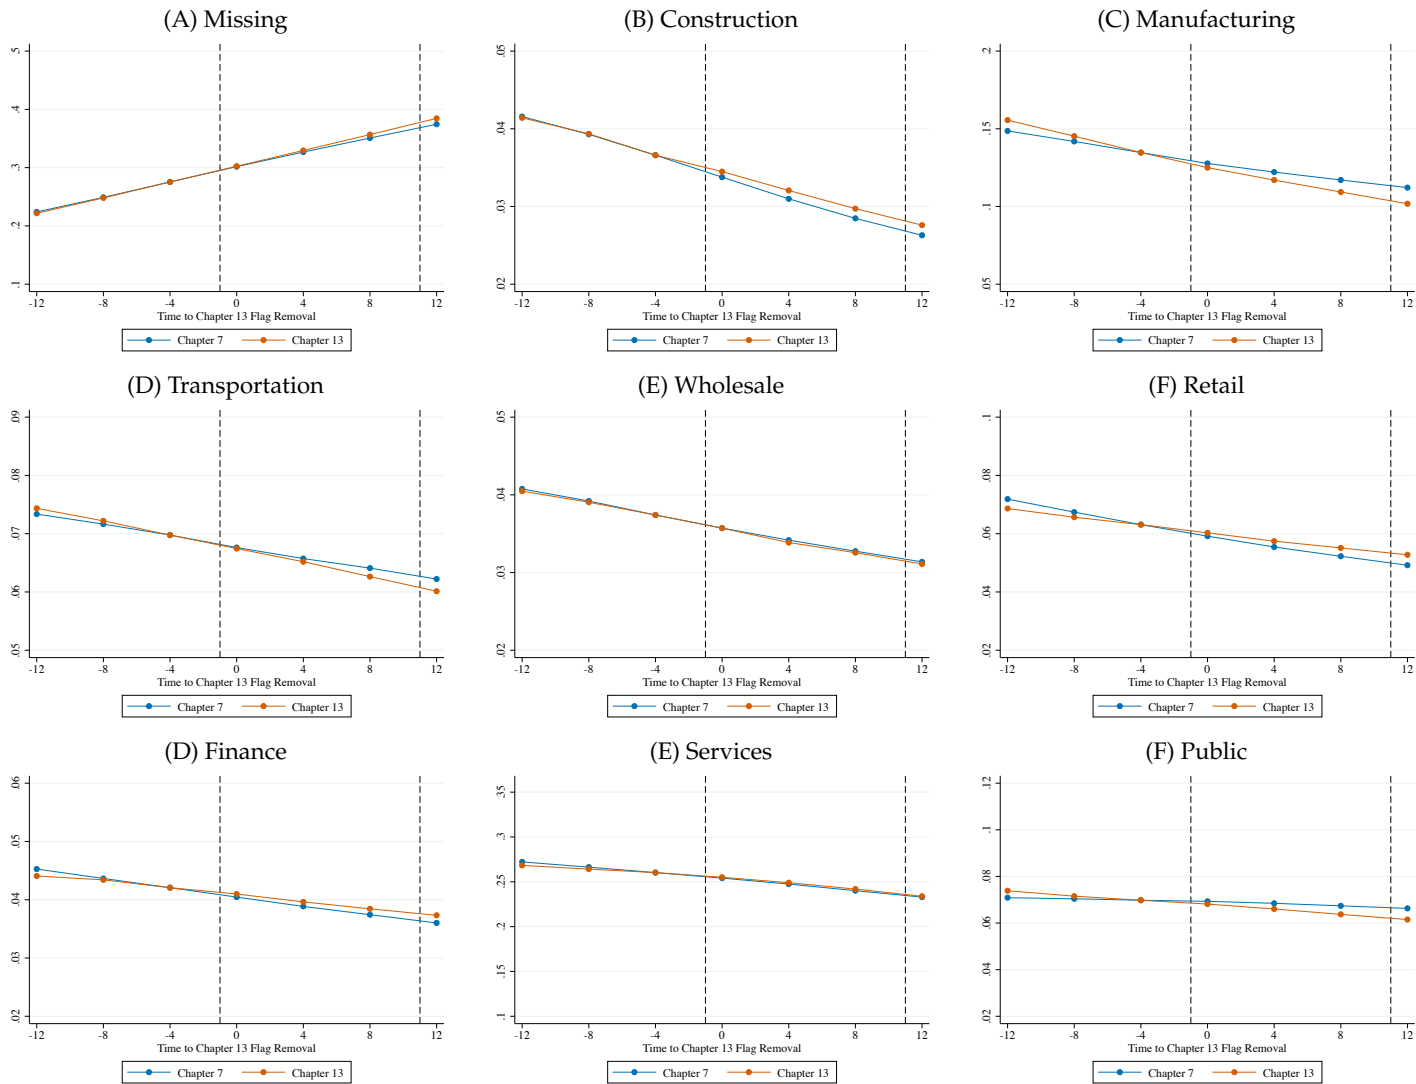 (A) Missing
.5
.4
.3
.2
.1
-12 -8 -4 0 4 8 12
Time to Chapter 13 Flag Removal
Chapter 7 Chapter 13
(B) Construction
.05
.04
.03
.02
-12 -8 -4 0 4 8 12
Time to Chapter 13 Flag Removal
Chapter 7 Chapter 13
(C) Manufacturing
.2
.15
.1
.05
-12 -8 -4 0 4 8 12
Time to Chapter 13 Flag Removal
Chapter 7 Chapter 13
(D) Transportation
.09
.08
.07
.06
.05
-12 -8 -4 0 4 8 12
Time to Chapter 13 Flag Removal
Chapter 7 Chapter 13
(E) Wholesale
.05
.04
.03
.02
-12 -8 -4 0 4 8 12
Time to Chapter 13 Flag Removal
Chapter 7 Chapter 13
(F) Retail
.1
.08
.06
.04
.02
-12 -8 -4 0 4 8 12
Time to Chapter 13 Flag Removal
Chapter 7 Chapter 13
(D) Finance
.06
.05
.04
.03
.02
-12 -8 -4 0 4 8 12
Time to Chapter 13 Flag Removal
Chapter 7 Chapter 13
(E) Services
.35
.3
.25
.2
.15
.1
-12 -8 -4 0 4 8 12
Time to Chapter 13 Flag Removal
Chapter 7 Chapter 13
(F) Public
.12
.1
.08
.06
.04
.02
-12 -8 -4 0 4 8 12
Time to Chapter 13 Flag Removal
Chapter 7 Chapter 13